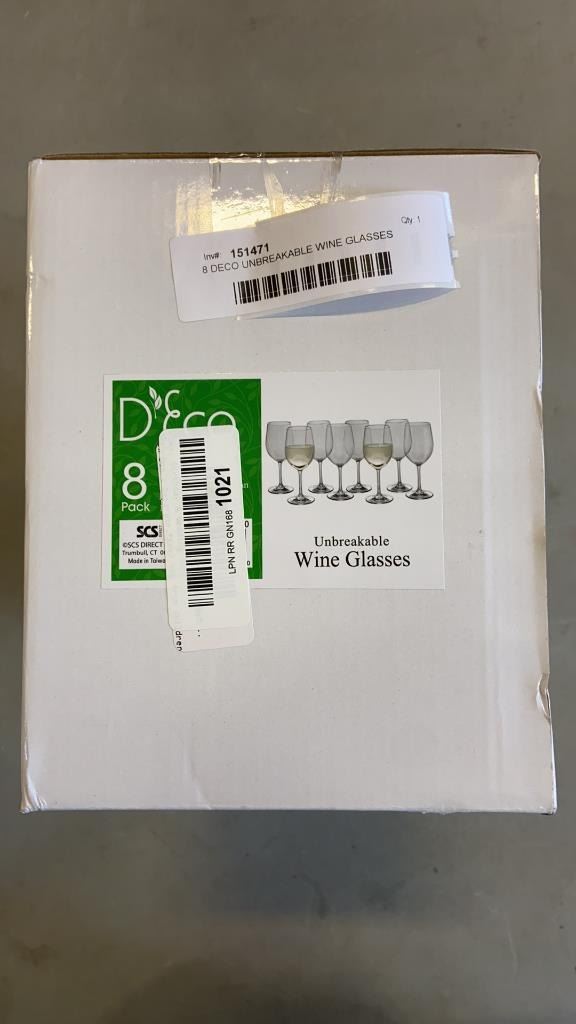 Inv#: 151471
Qty. 1
8 DECO UNBREAKABLE WINE GLASSES
D'Eco
8
Pack
SCS DIRECT
©SCS DIRECT
Trumbull, CT
Made in Taiwan
LPN RR GN168 1021
Unbreakable
Wine Glasses